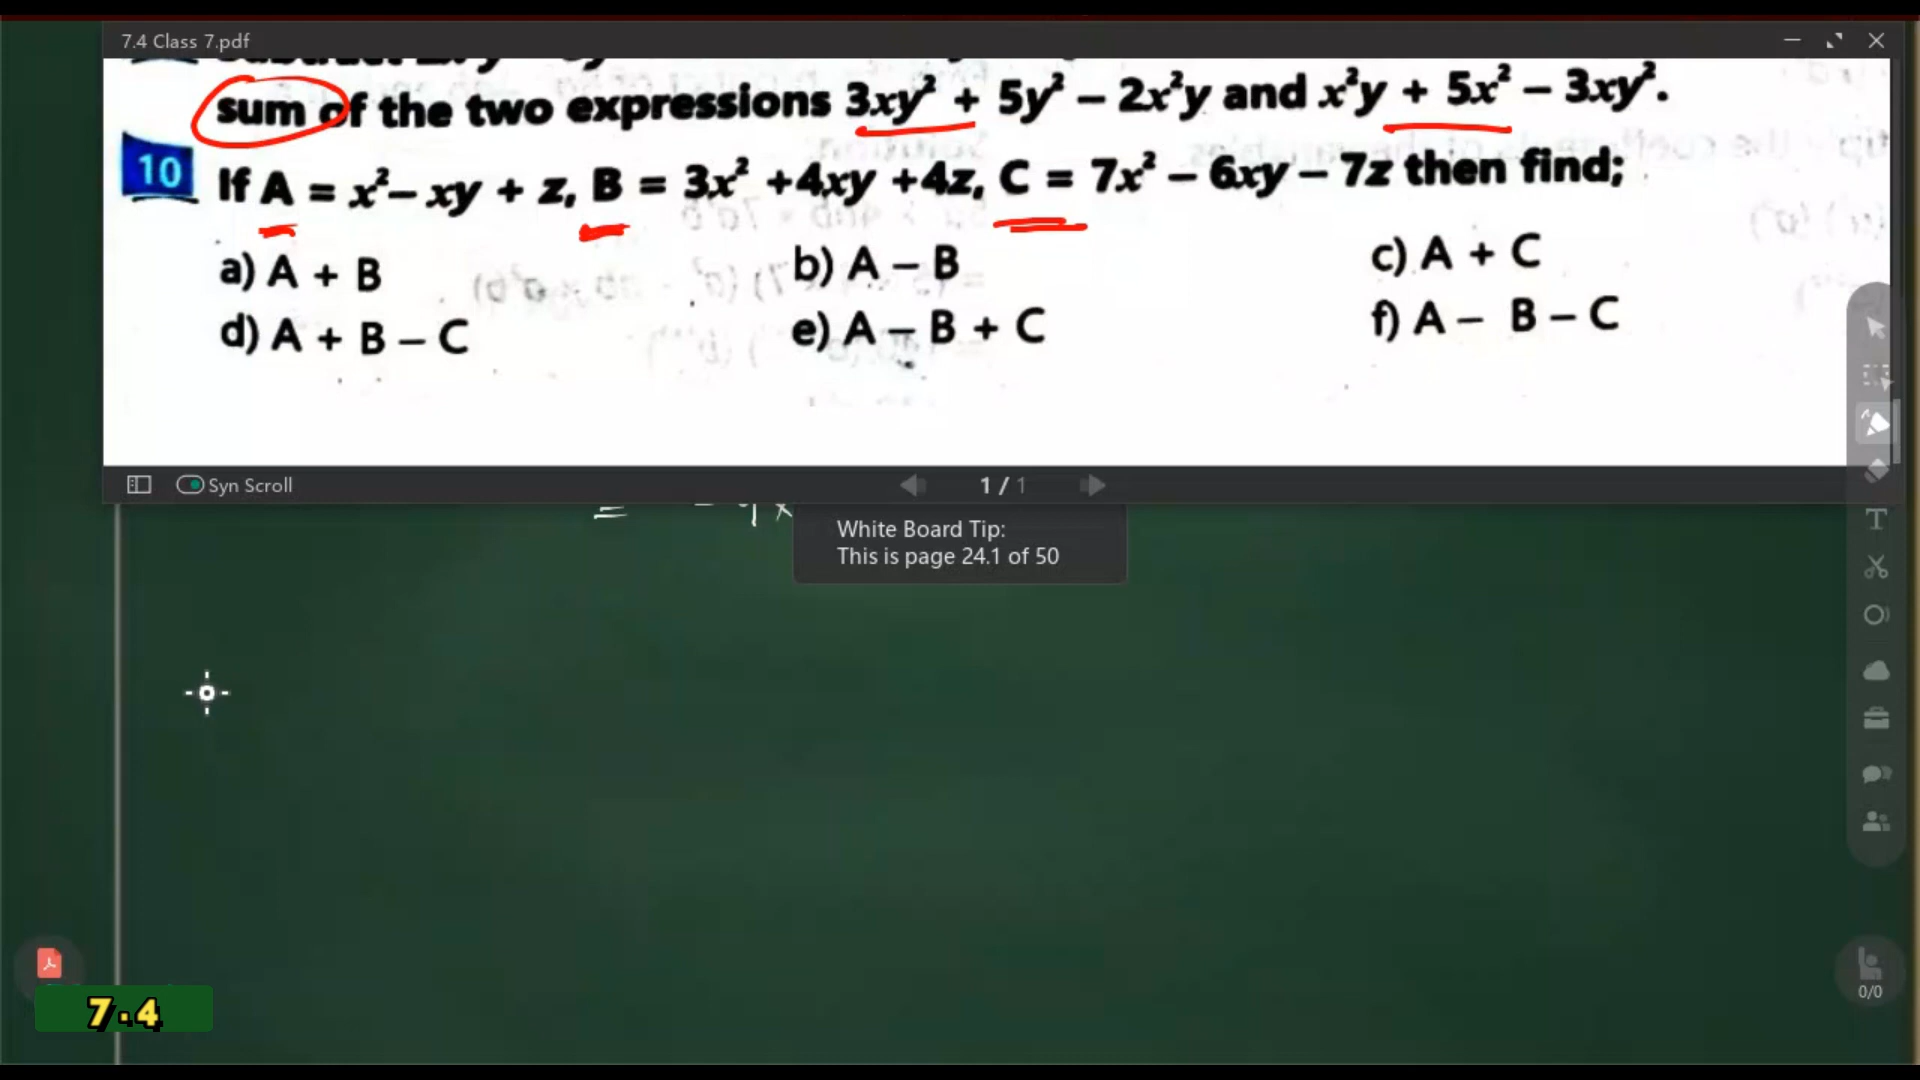 7.4 Class 7.pdf
sum of the two expressions 3xy² + 5y² – 2x²y and x²y + 5x² – 3xy².
10 If A = x² – xy + z, B = 3x² +4xy +4z, C = 7x² – 6xy – 7z then find;
a) A + B b) A – B c) A + C
d) A + B – C e) A – B + C f) A – B – C
Syn Scroll 1 / 1
White Board Tip:
This is page 24.1 of 50
0/0
7.4